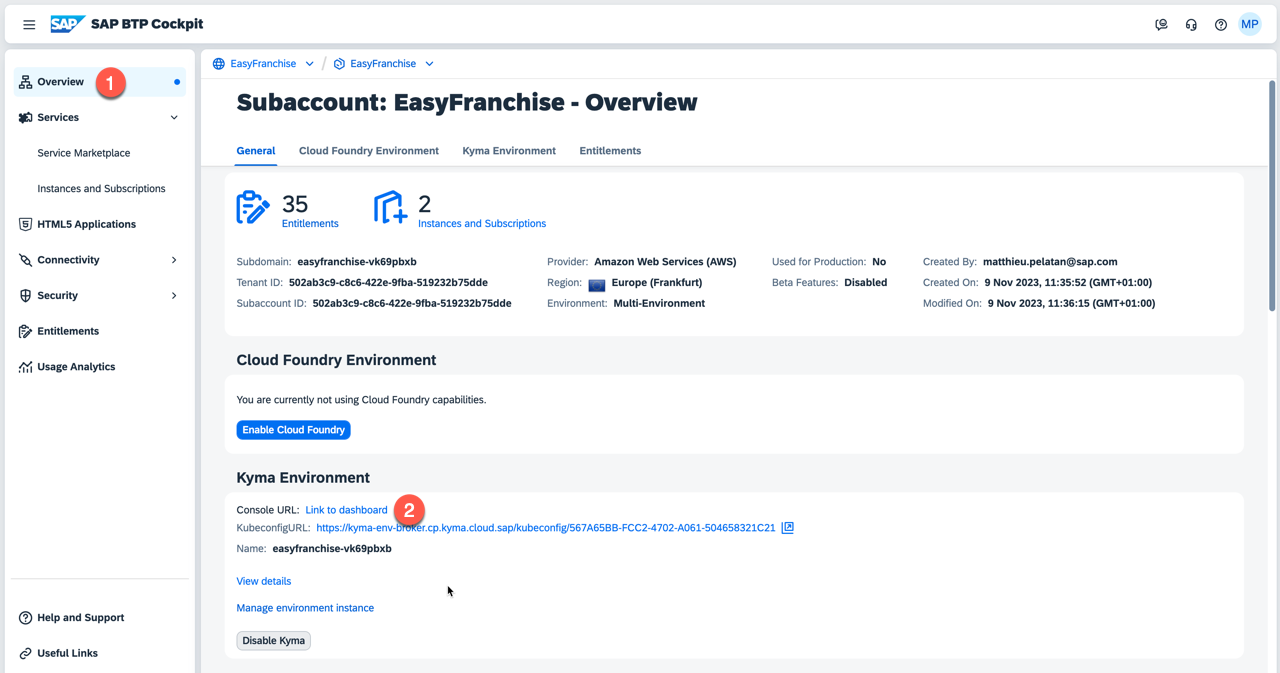 SAP SAP BTP Cockpit
MP
Overview 1
Services
Service Marketplace
Instances and Subscriptions
HTML5 Applications
Connectivity
Security
Entitlements
Usage Analytics
Help and Support
Useful Links
EasyFranchise / EasyFranchise
Subaccount: EasyFranchise - Overview
General Cloud Foundry Environment Kyma Environment Entitlements
35 Entitlements
2 Instances and Subscriptions
Subdomain: easyfranchise-vk69pbxb
Tenant ID: 502ab3c9-c8c6-422e-9fba-519232b75dde
Subaccount ID: 502ab3c9-c8c6-422e-9fba-519232b75dde
Provider: Amazon Web Services (AWS)
Region: Europe (Frankfurt)
Environment: Multi-Environment
Used for Production: No
Beta Features: Disabled
Created By: matthieu.pelatan@sap.com
Created On: 9 Nov 2023, 11:35:52 (GMT+01:00)
Modified On: 9 Nov 2023, 11:36:15 (GMT+01:00)
Cloud Foundry Environment
You are currently not using Cloud Foundry capabilities.
Enable Cloud Foundry
Kyma Environment
Console URL: Link to dashboard 2
KubeconfigURL: https://kyma-env-broker.cp.kyma.cloud.sap/kubeconfig/567A65BB-FCC2-4702-A061-504658321C21
Name: easyfranchise-vk69pbxb
View details
Manage environment instance
Disable Kyma